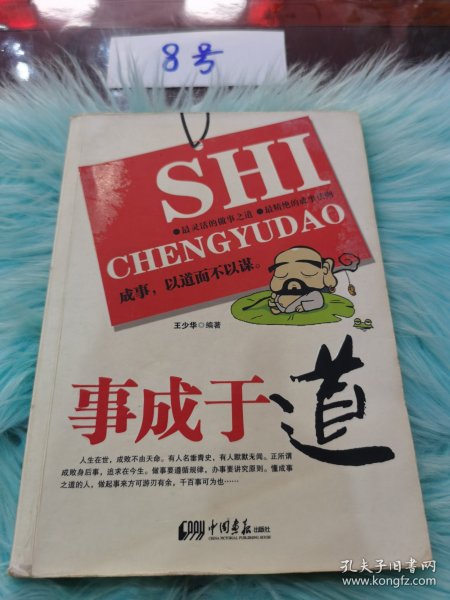 8号
SHI
●最灵活的做事之道 ●最精绝的成事法则
CHENGYUDAO
成事，以道而不以谋。
王少华◎编著
事成于道
人生在世，成败不由天命。有人名垂青史，有人默默无闻。正所谓
成败身后事，追求在今生。做事要遵循规律，办事要讲究原则。懂成事
之道的人，做起事来方可游刃有余，千百事可为也……
中国画报出版社
CHINA PICTORIAL PUBLISHING HOUSE
孔夫子旧书网
www.kongfz.com